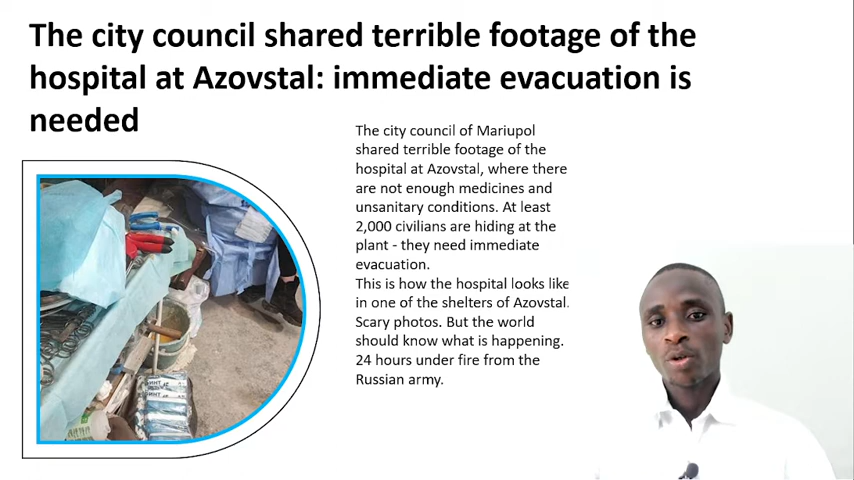 The city council shared terrible footage of the
hospital at Azovstal: immediate evacuation is
needed
The city council of Mariupol
shared terrible footage of the
hospital at Azovstal, where there
are not enough medicines and
unsanitary conditions. At least
2,000 civilians are hiding at the
plant - they need immediate
evacuation.
This is how the hospital looks like
in one of the shelters of Azovstal.
Scary photos. But the world
should know what is happening.
24 hours under fire from the
Russian army.